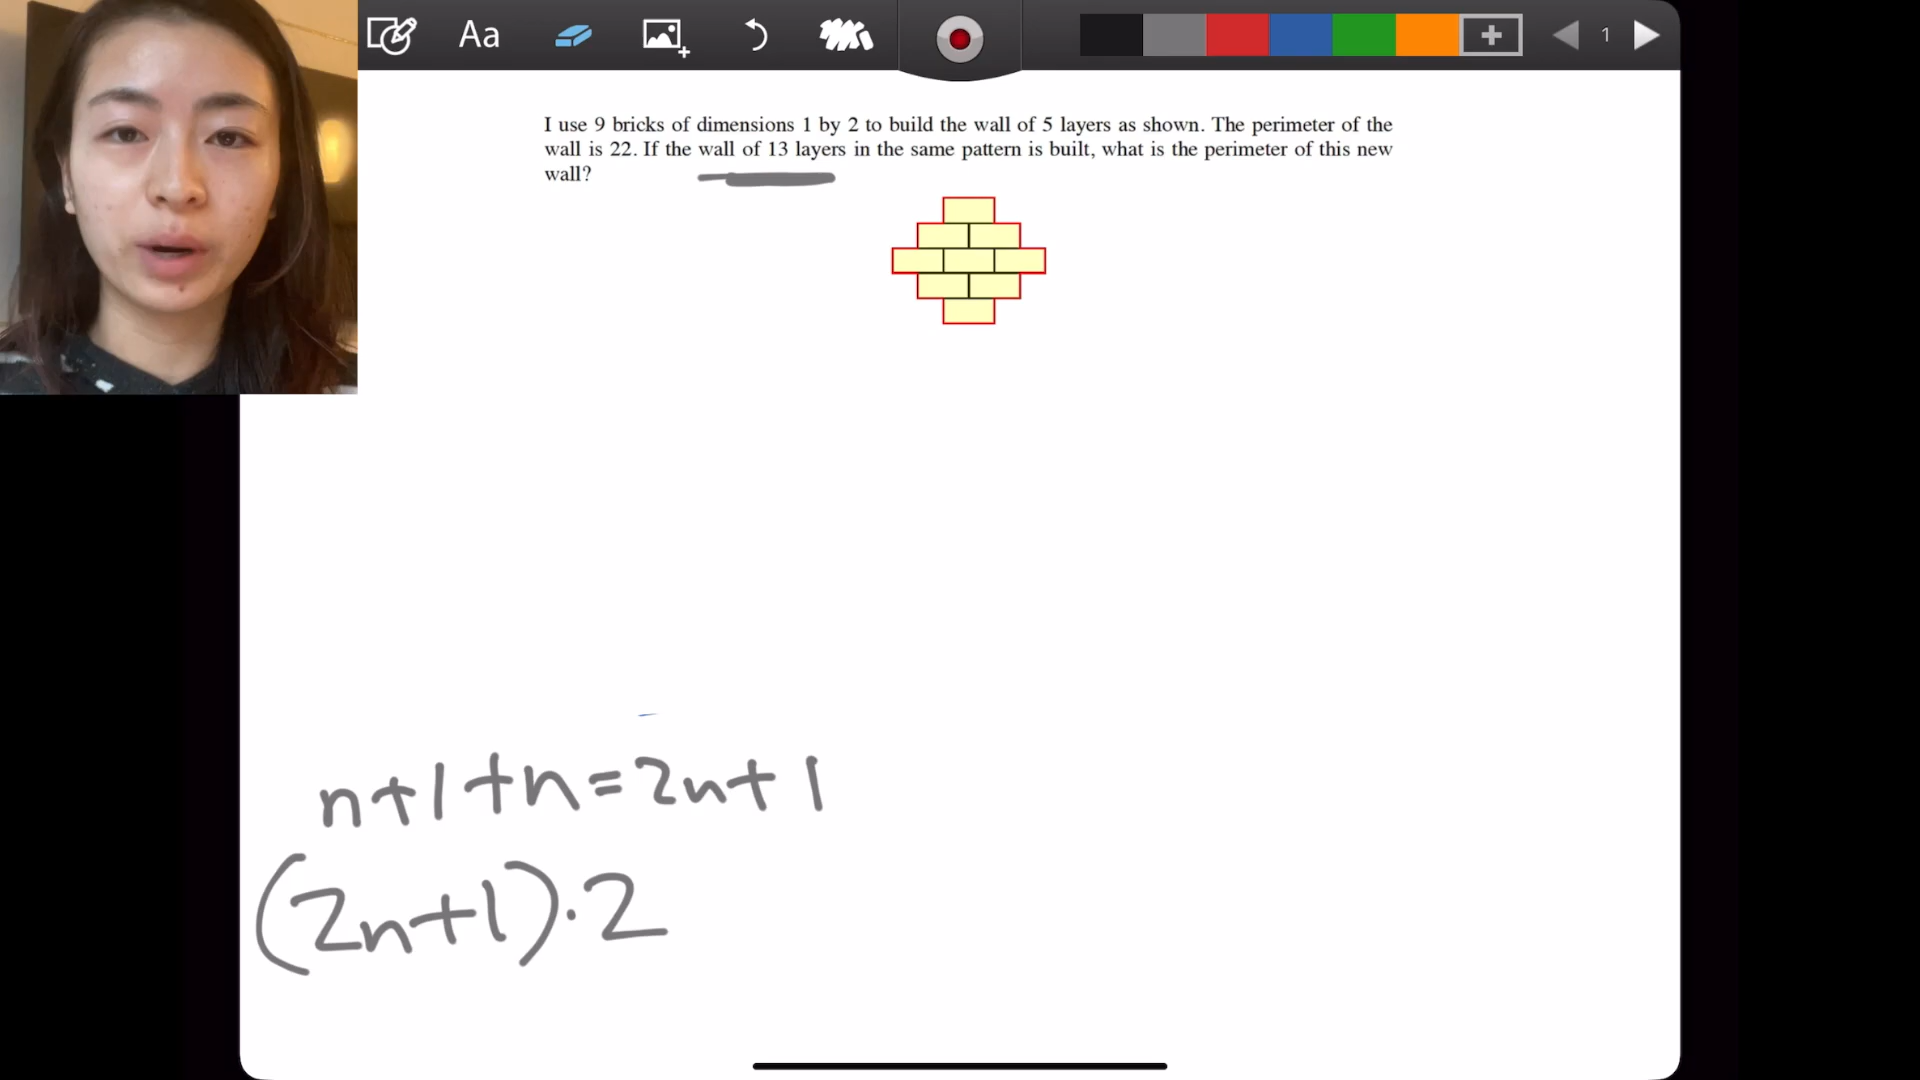 Aa
1
I use 9 bricks of dimensions 1 by 2 to build the wall of 5 layers as shown. The perimeter of the
wall is 22. If the wall of 13 layers in the same pattern is built, what is the perimeter of this new
wall?
n+1+n=2n+1
(2n+1)·2